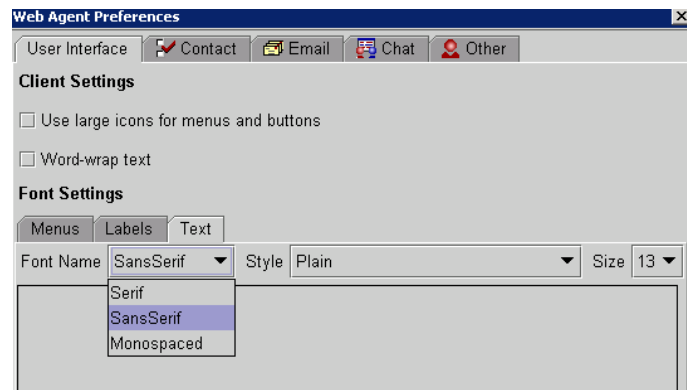 Web Agent Preferences
User Interface Contact Email Chat Other
Client Settings
Use large icons for menus and buttons
Word-wrap text
Font Settings
Menus Labels Text
Font Name SansSerif Style Plain Size 13
Serif
SansSerif
Monospaced